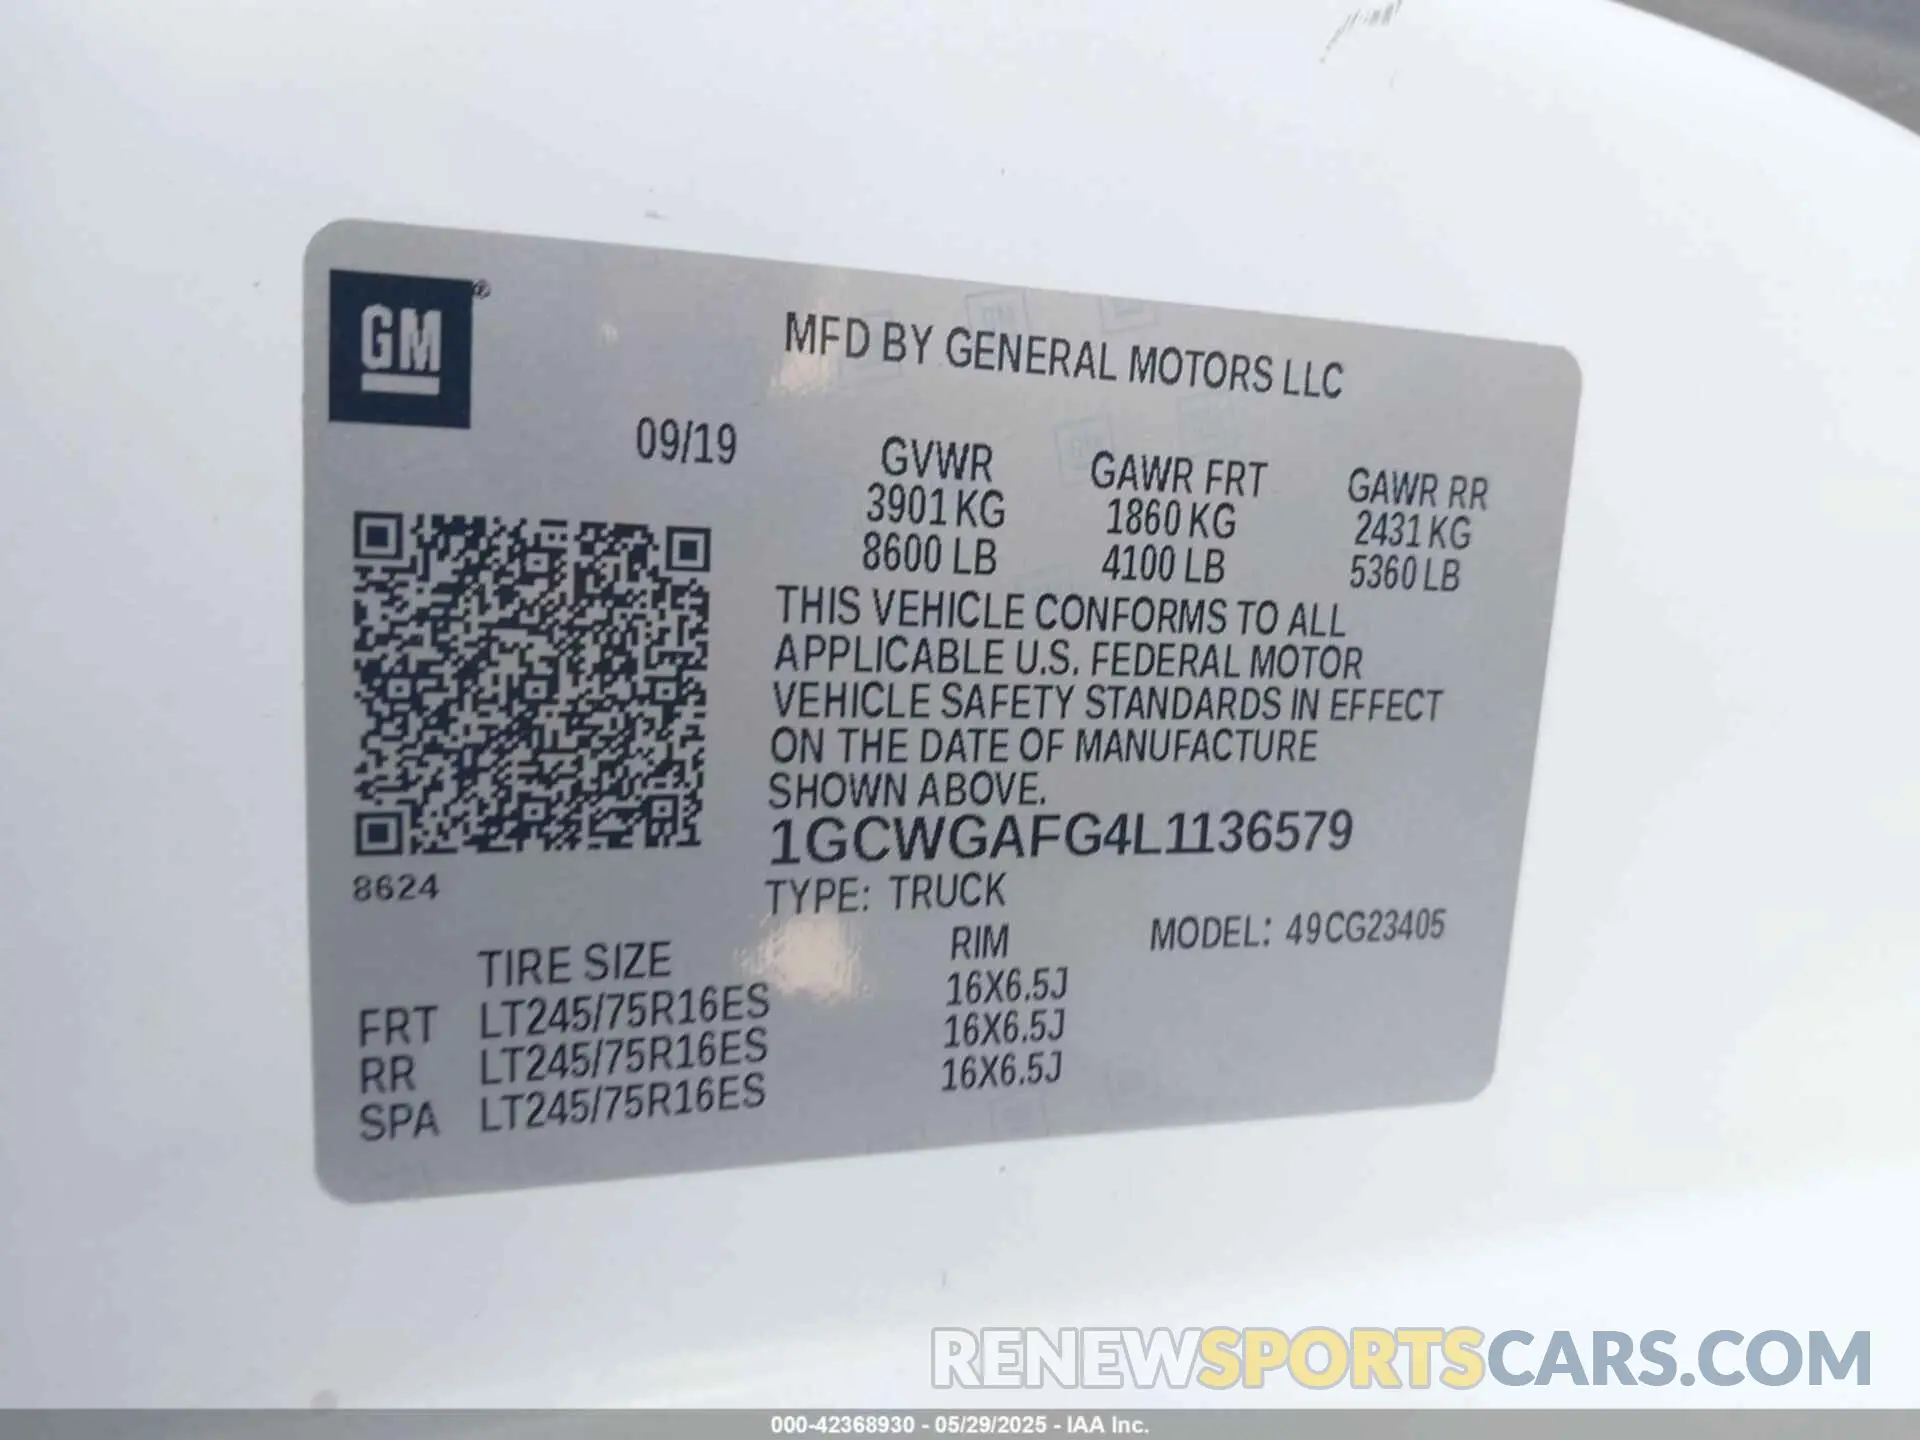 GM®
MFD BY GENERAL MOTORS LLC
09/19
GVWR GAWR FRT GAWR RR
3901 KG 1860 KG 2431 KG
8600 LB 4100 LB 5360 LB
THIS VEHICLE CONFORMS TO ALL
APPLICABLE U.S. FEDERAL MOTOR
VEHICLE SAFETY STANDARDS IN EFFECT
ON THE DATE OF MANUFACTURE
SHOWN ABOVE.
1GCWGAFG4L1136579
8624
TYPE: TRUCK
MODEL: 49CG23405
TIRE SIZE RIM
FRT LT245/75R16ES 16X6.5J
RR LT245/75R16ES 16X6.5J
SPA LT245/75R16ES 16X6.5J
RENEWSPORTSCARS.COM
000-42368930 - 05/29/2025 - IAA Inc.